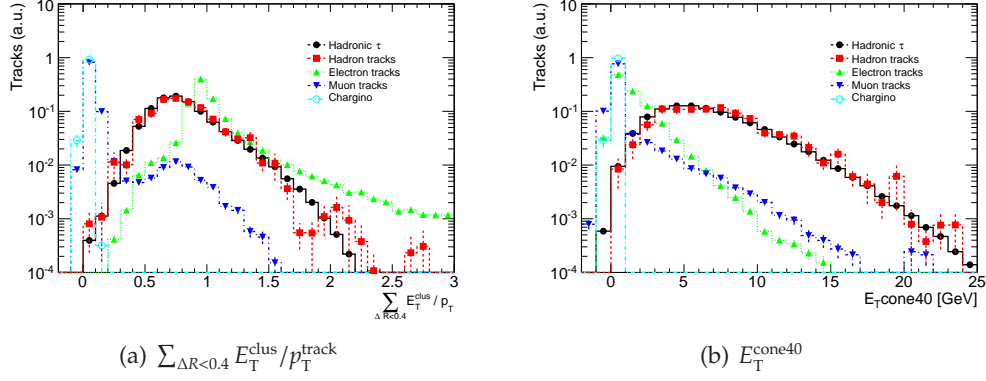 Tracks (a.u.)
10
1
10⁻¹
10⁻²
10⁻³
10⁻⁴
Hadronic τ
Hadron tracks
Electron tracks
Muon tracks
Chargino
0 0.5 1 1.5 2 2.5 3
∑ E_T^clus / p_T
Δ R<0.4
(a) ∑_{ΔR<0.4} E_T^clus/p_T^track
Tracks (a.u.)
10
1
10⁻¹
10⁻²
10⁻³
10⁻⁴
Hadronic τ
Hadron tracks
Electron tracks
Muon tracks
Chargino
0 5 10 15 20 25
E_Tcone40 [GeV]
(b) E_T^cone40